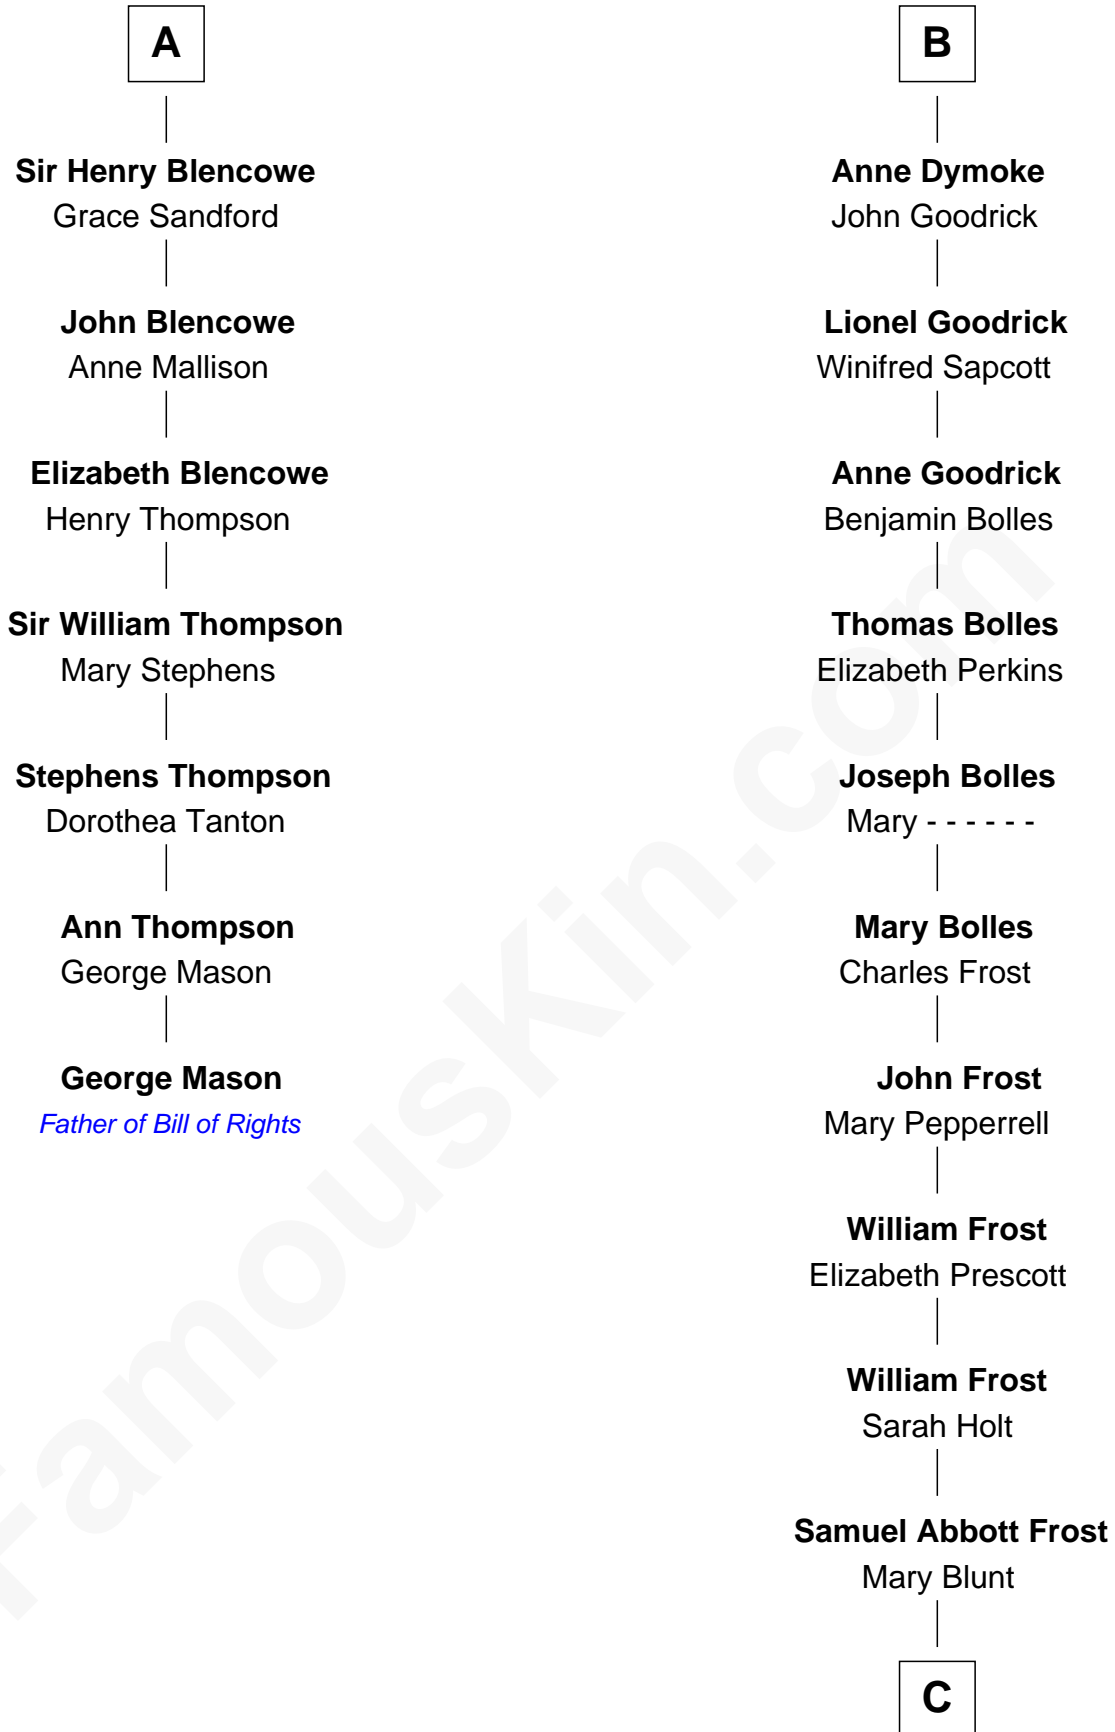 A
Sir Henry Blencowe
Grace Sandford
John Blencowe
Anne Mallison
Elizabeth Blencowe
Henry Thompson
Sir William Thompson
Mary Stephens
Stephens Thompson
Dorothea Tanton
Ann Thompson
George Mason
George Mason
Father of Bill of Rights
B
Anne Dymoke
John Goodrick
Lionel Goodrick
Winifred Sapcott
Anne Goodrick
Benjamin Bolles
Thomas Bolles
Elizabeth Perkins
Joseph Bolles
Mary - - - - - -
Mary Bolles
Charles Frost
John Frost
Mary Pepperrell
William Frost
Elizabeth Prescott
William Frost
Sarah Holt
Samuel Abbott Frost
Mary Blunt
C
FamousKin.com